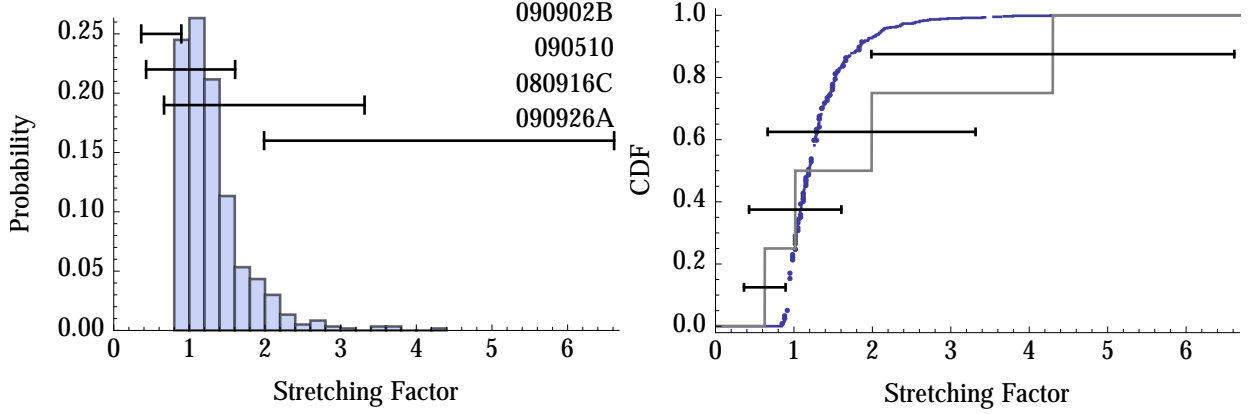 090902B
090510
080916C
090926A
0.25
0.20
0.15
0.10
0.05
0.00
Probability
0 1 2 3 4 5 6
Stretching Factor
1.0
0.8
0.6
0.4
0.2
0.0
CDF
0 1 2 3 4 5 6
Stretching Factor